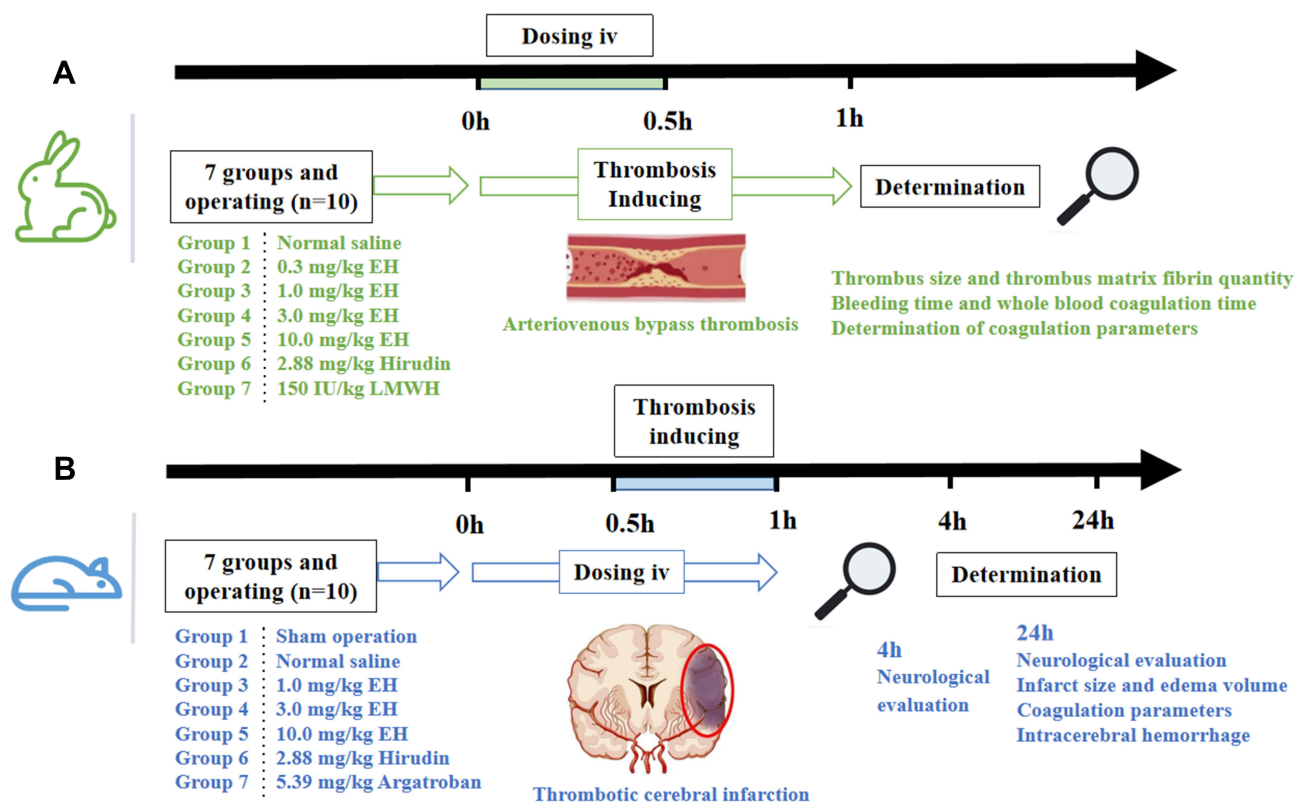 A
Dosing iv
0h
0.5h
1h
7 groups and
operating (n=10)
Thrombosis
Inducing
Determination
Group 1 Normal saline
Group 2 0.3 mg/kg EH
Group 3 1.0 mg/kg EH
Group 4 3.0 mg/kg EH
Group 5 10.0 mg/kg EH
Group 6 2.88 mg/kg Hirudin
Group 7 150 IU/kg LMWH
Arteriovenous bypass thrombosis
Thrombus size and thrombus matrix fibrin quantity
Bleeding time and whole blood coagulation time
Determination of coagulation parameters
B
Thrombosis
inducing
0h
0.5h
1h
4h
24h
7 groups and
operating (n=10)
Dosing iv
Determination
Group 1 Sham operation
Group 2 Normal saline
Group 3 1.0 mg/kg EH
Group 4 3.0 mg/kg EH
Group 5 10.0 mg/kg EH
Group 6 2.88 mg/kg Hirudin
Group 7 5.39 mg/kg Argatroban
Thrombotic cerebral infarction
4h
Neurological
evaluation
24h
Neurological evaluation
Infarct size and edema volume
Coagulation parameters
Intracerebral hemorrhage